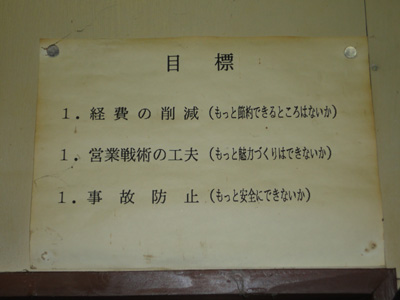 目標
1.経費の削減(もっと節約できるところはないか)
1.営業戦術の工夫(もっと魅力づくりはできないか)
1.事故防止(もっと安全にできないか)